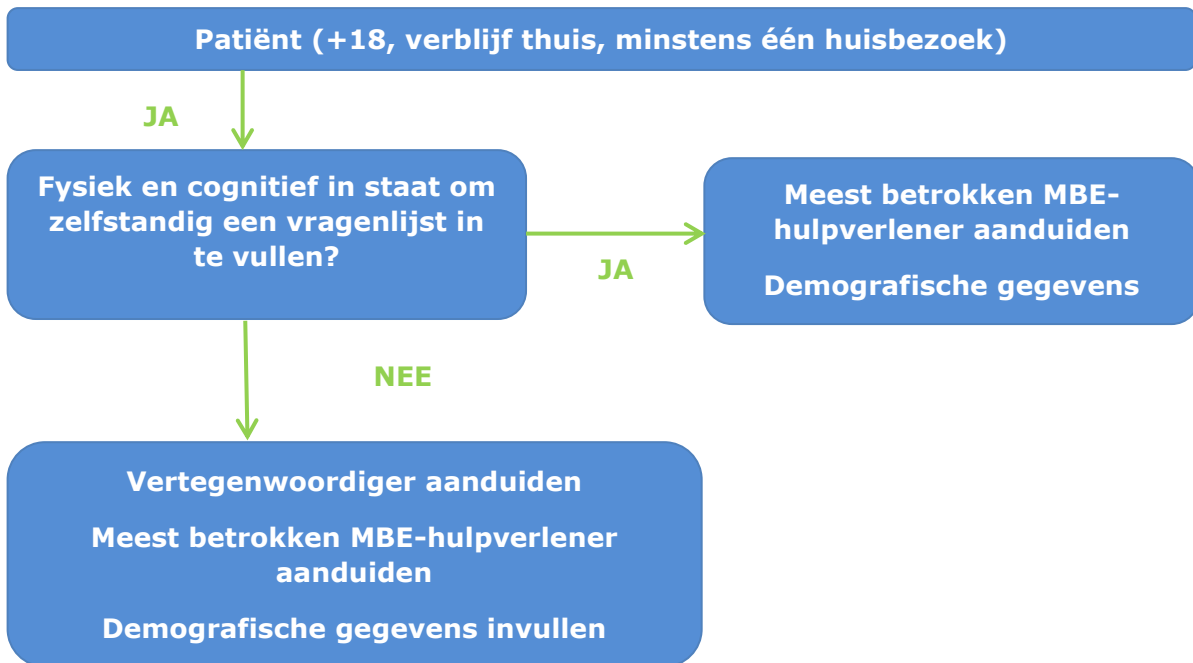 Patiënt (+18, verblijf thuis, minstens één huisbezoek)
JA
Fysiek en cognitief in staat om
zelfstandig een vragenlijst in
te vullen?
JA
Meest betrokken MBE-
hulpverlener aanduiden
Demografische gegevens
NEE
Vertegenwoordiger aanduiden
Meest betrokken MBE-hulpverlener
aanduiden
Demografische gegevens invullen